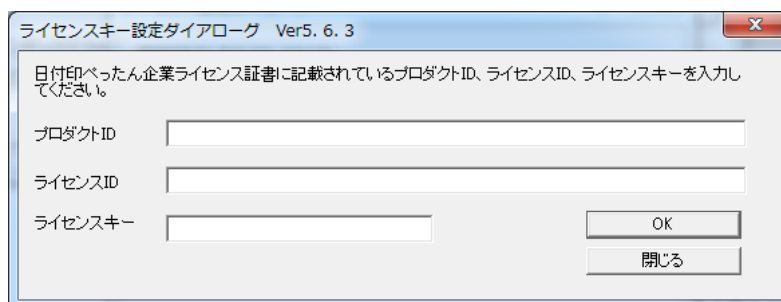 ライセンスキー設定ダイアローグ Ver5.6.3
日付印ぺったん企業ライセンス証書に記載されているプロダクトID、ライセンスID、ライセンスキーを入力し
てください。
プロダクトID
ライセンスID
ライセンスキー
OK
閉じる